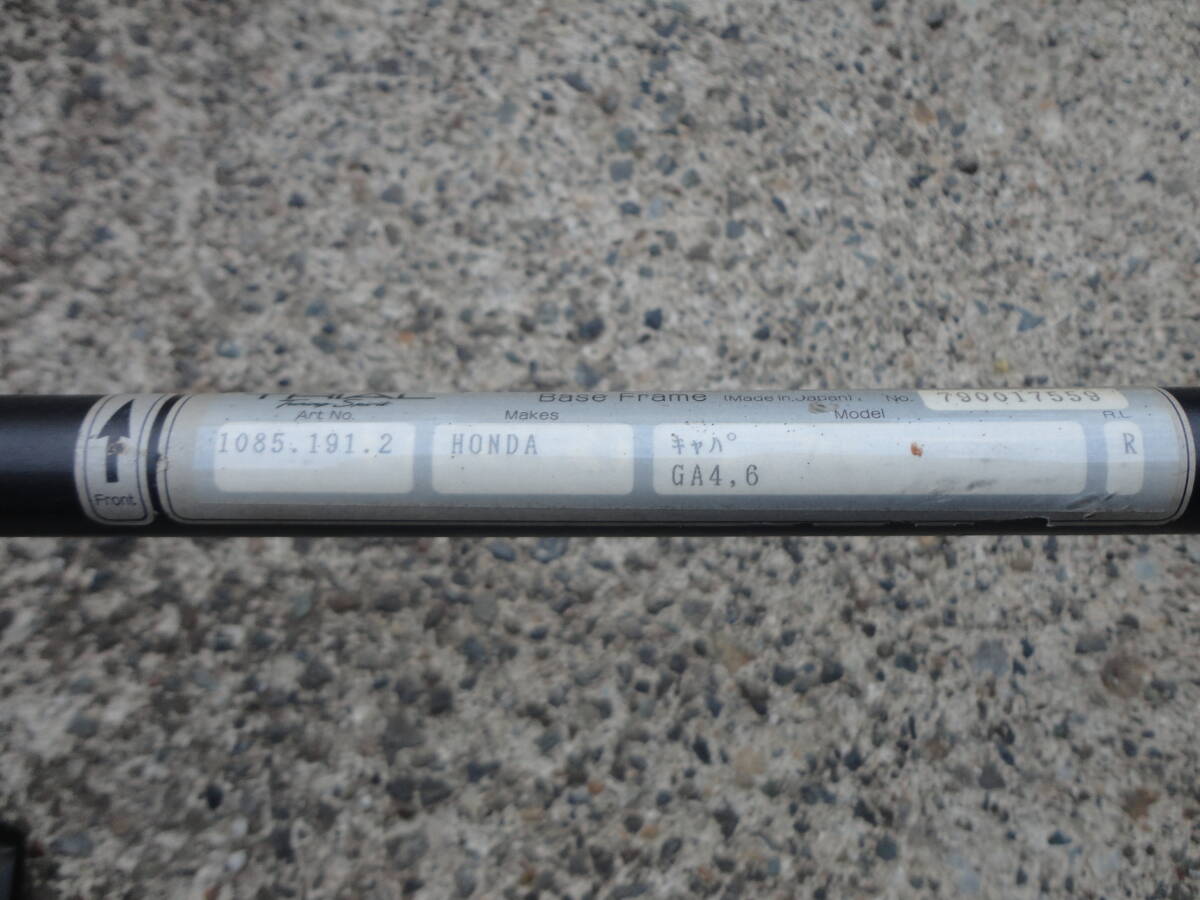 Base Frame (Made in Japan). No. 790017559
Art No. Makes Model R.L
1085.191.2 HONDA ｷｬﾊﾟ R
GA4,6
Front